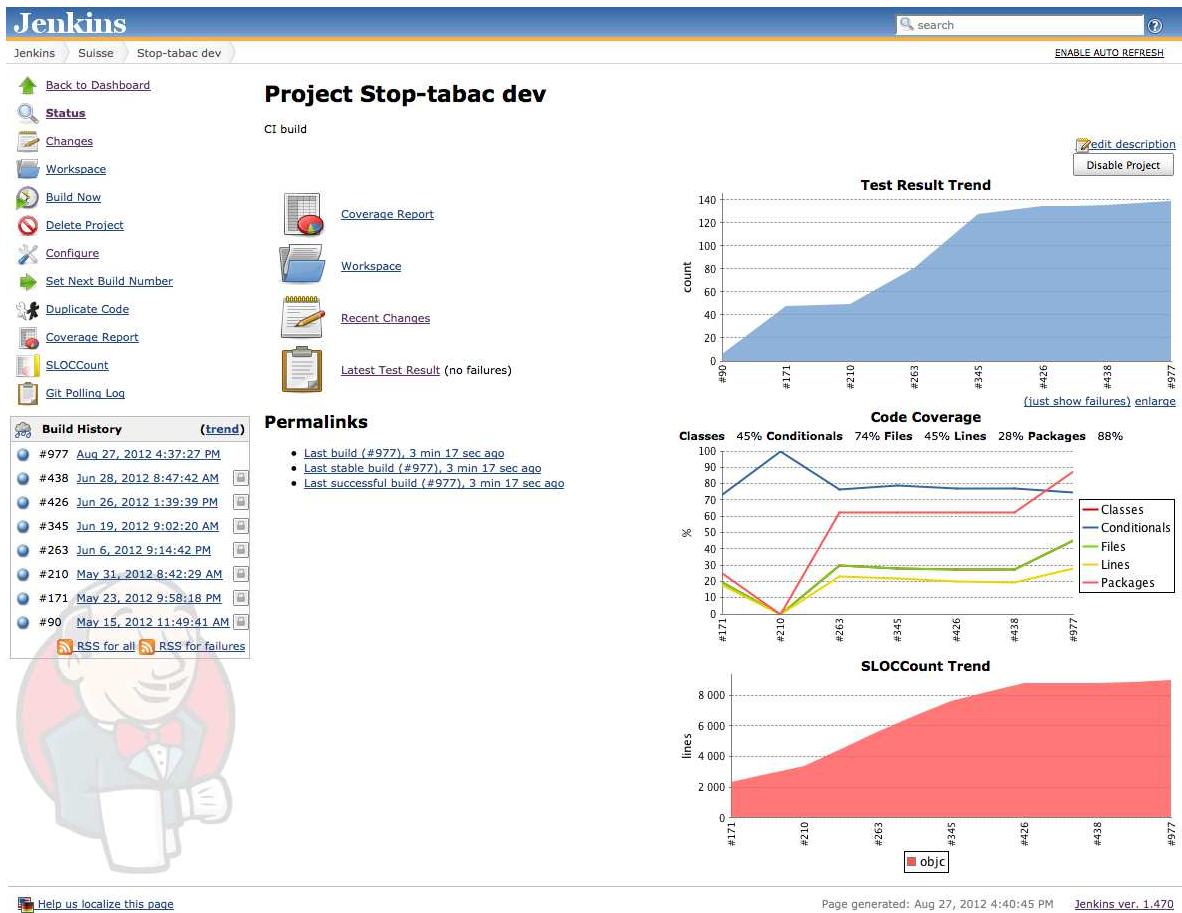 Jenkins
search
Jenkins Suisse Stop-tabac dev
ENABLE AUTO REFRESH
Back to Dashboard
Status
Changes
Workspace
Build Now
Delete Project
Configure
Set Next Build Number
Duplicate Code
Coverage Report
SLOCCount
Git Polling Log
Build History (trend)
#977 Aug 27, 2012 4:37:27 PM
#438 Jun 28, 2012 8:47:42 AM
#426 Jun 26, 2012 1:39:39 PM
#345 Jun 19, 2012 9:02:20 AM
#263 Jun 6, 2012 9:14:42 PM
#210 May 31, 2012 8:42:29 AM
#171 May 23, 2012 9:58:18 PM
#90 May 15, 2012 11:49:41 AM
RSS for all RSS for failures
Project Stop-tabac dev
CI build
edit description
Disable Project
Coverage Report
Workspace
Recent Changes
Latest Test Result (no failures)
Permalinks
Last build (#977), 3 min 17 sec ago
Last stable build (#977), 3 min 17 sec ago
Last successful build (#977), 3 min 17 sec ago
Test Result Trend
count
140
120
100
80
60
40
20
0
#90 #171 #210 #263 #345 #426 #438 #977
(just show failures) enlarge
Code Coverage
Classes 45% Conditionals 74% Files 45% Lines 28% Packages 88%
%
100
90
80
70
60
50
40
30
20
10
0
#171 #210 #263 #345 #426 #438 #977
Classes
Conditionals
Files
Lines
Packages
SLOCCount Trend
lines
8 000
6 000
4 000
2 000
0
#171 #210 #263 #345 #426 #438 #977
objc
Help us localize this page
Page generated: Aug 27, 2012 4:40:45 PM Jenkins ver. 1.470